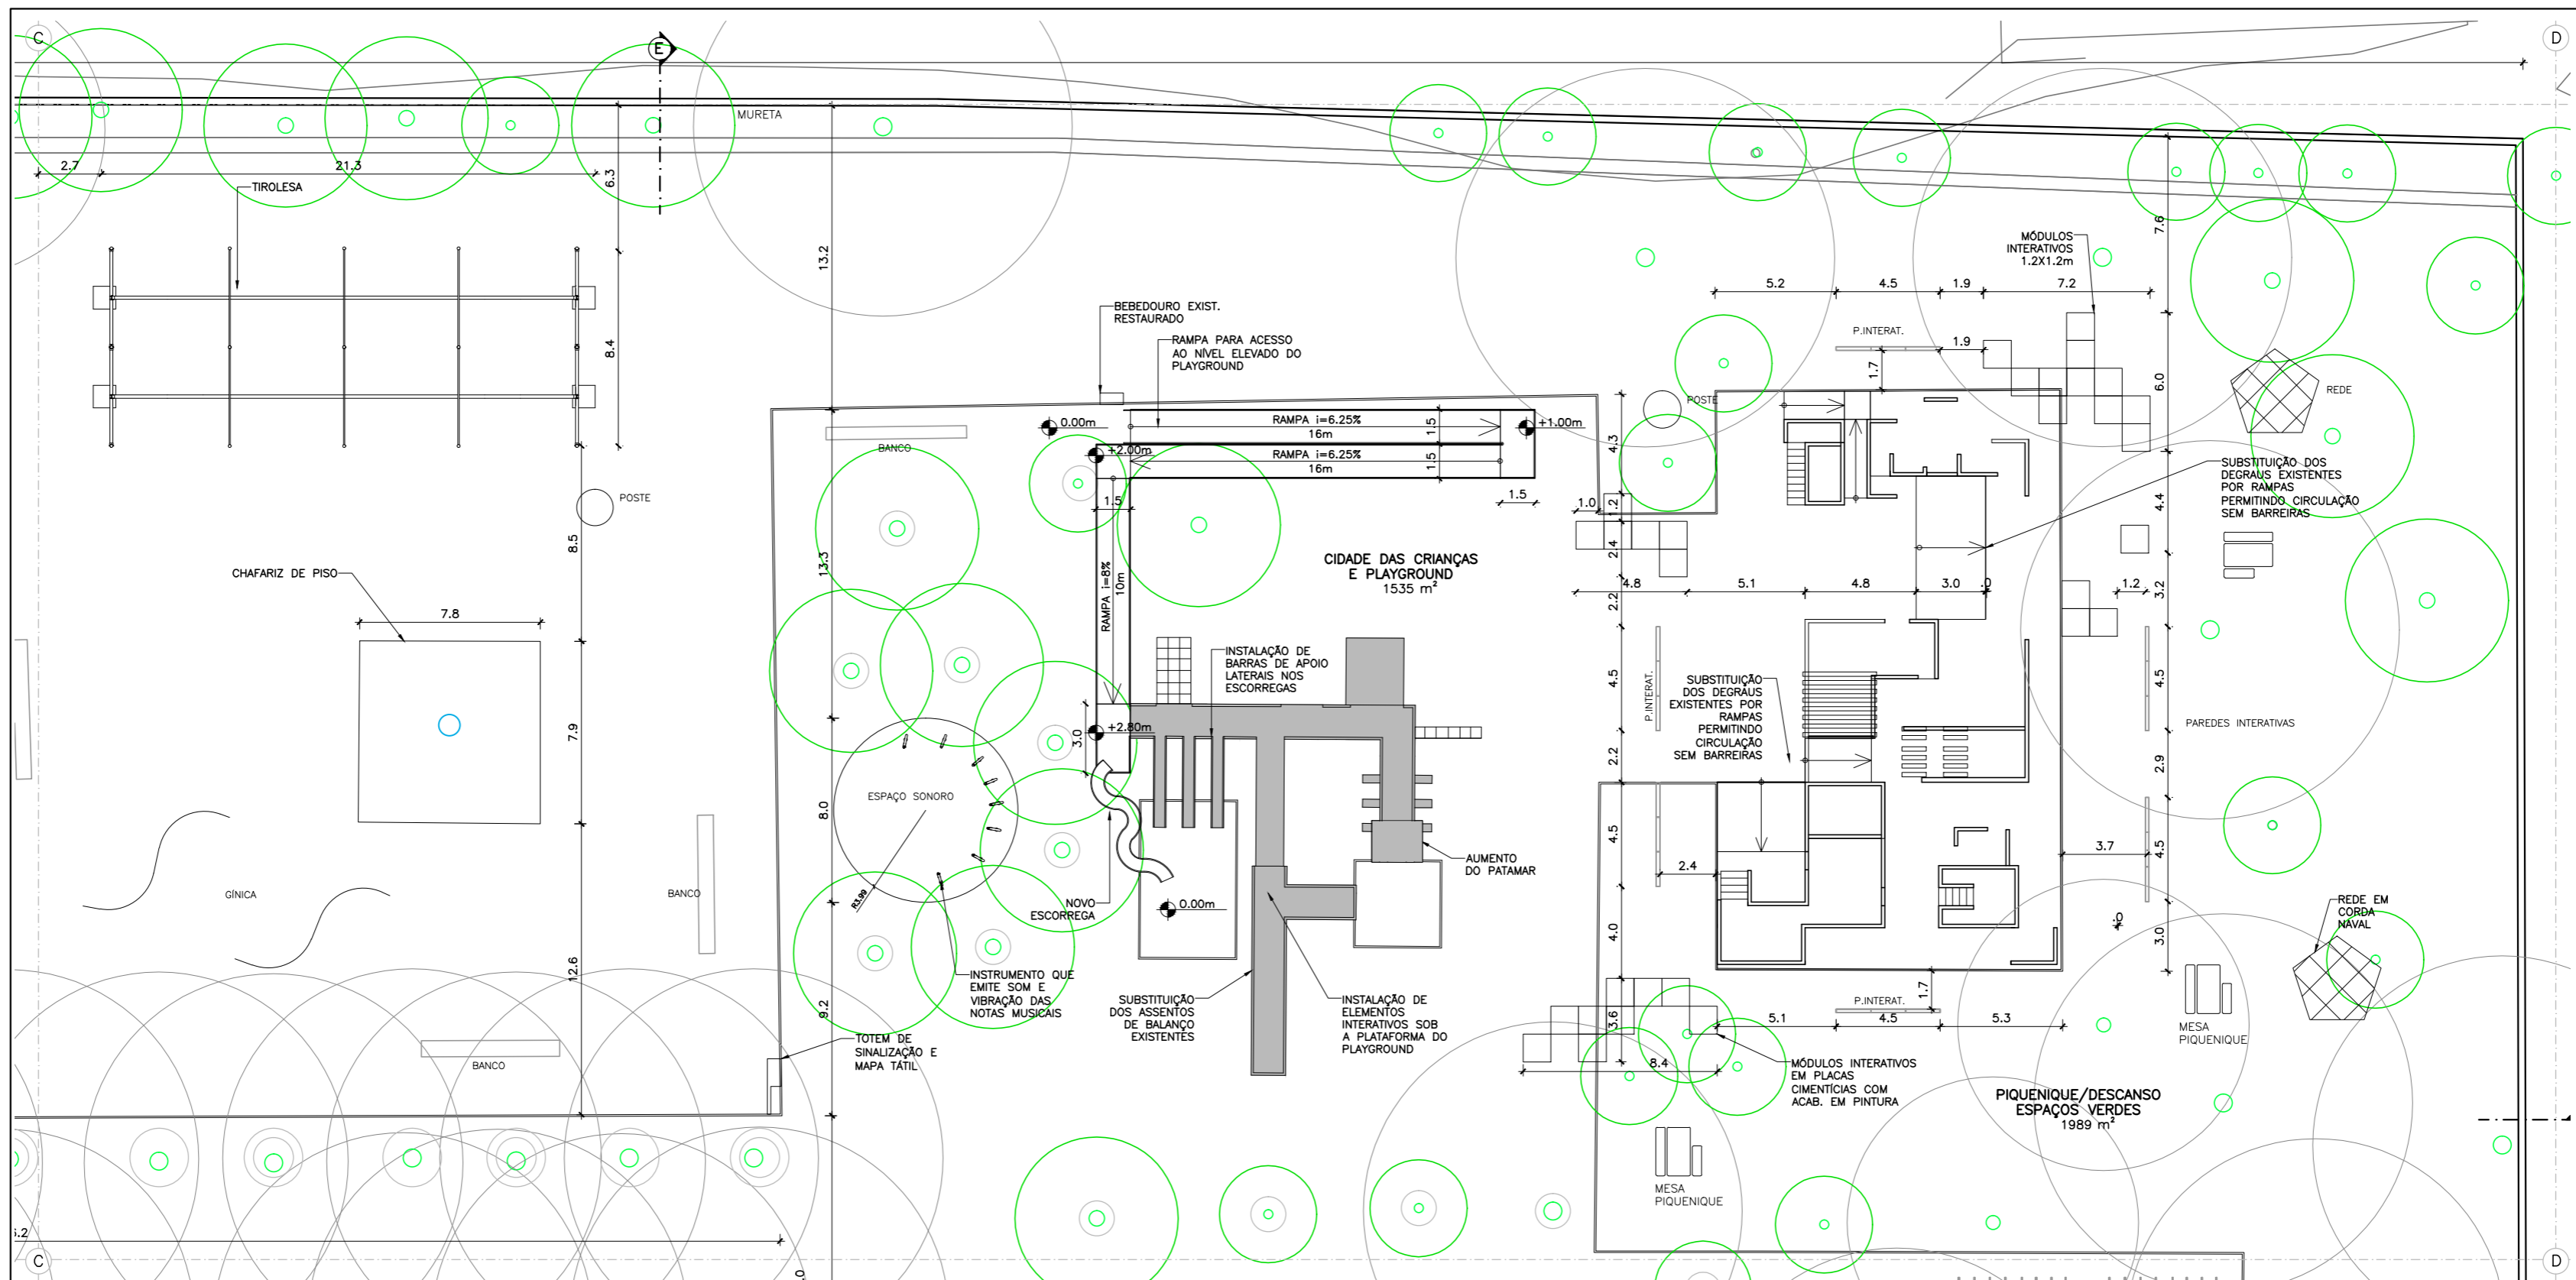 C
E
D
MURETA
2.7
21.3
6.3
TIROLESA
13.2
8.4
7.6
MÓDULOS
INTERATIVOS
1.2X1.2m
5.2
4.5
1.9
7.2
BEBEDOURO EXIST.
RESTAURADO
RAMPA PARA ACESSO
AO NÍVEL ELEVADO DO
PLAYGROUND
P.INTERAT.
1.9
1.7
6.0
REDE
POSTE
0.00m
RAMPA i=6.25%
16m
1.5
+1.00m
BANCO
+2.00m
RAMPA i=6.25%
16m
1.5
4.3
SUBSTITUIÇÃO DOS
DEGRAUS EXISTENTES
POR RAMPAS
PERMITINDO CIRCULAÇÃO
SEM BARREIRAS
POSTE
1.5
1.5
1.0
1.2
4.4
8.5
13.3
CIDADE DAS CRIANÇAS
E PLAYGROUND
1535 m²
2.4
CHAFARIZ DE PISO
RAMPA i=8%
10m
4.8
5.1
4.8
3.0
.0
1.2
3.2
7.8
2.2
INSTALAÇÃO DE
BARRAS DE APOIO
LATERAIS NOS
ESCORREGAS
4.5
P.INTERAT.
SUBSTITUIÇÃO
DOS DEGRAUS
EXISTENTES POR
RAMPAS
PERMITINDO
CIRCULAÇÃO
SEM BARREIRAS
4.5
PAREDES INTERATIVAS
7.9
3.0
+2.80m
2.2
2.9
ESPAÇO SONORO
8.0
R3.99
GÍNICA
BANCO
NOVO
ESCORREGA
0.00m
AUMENTO
DO PATAMAR
4.5
2.4
3.7
4.5
REDE EM
CORDA
NAVAL
.0
4.0
3.0
12.6
9.2
INSTRUMENTO QUE
EMITE SOM E
VIBRAÇÃO DAS
NOTAS MUSICAIS
SUBSTITUIÇÃO
DOS ASSENTOS
DE BALANÇO
EXISTENTES
INSTALAÇÃO DE
ELEMENTOS
INTERATIVOS SOB
A PLATAFORMA DO
PLAYGROUND
3.6
P.INTERAT.
1.7
5.1
4.5
5.3
MESA
PIQUENIQUE
BANCO
TOTEM DE
SINALIZAÇÃO E
MAPA TÁTIL
8.4
MÓDULOS INTERATIVOS
EM PLACAS
CIMENTÍCIAS COM
ACAB. EM PINTURA
PIQUENIQUE/DESCANSO
ESPAÇOS VERDES
1989 m²
MESA
PIQUENIQUE
C
D